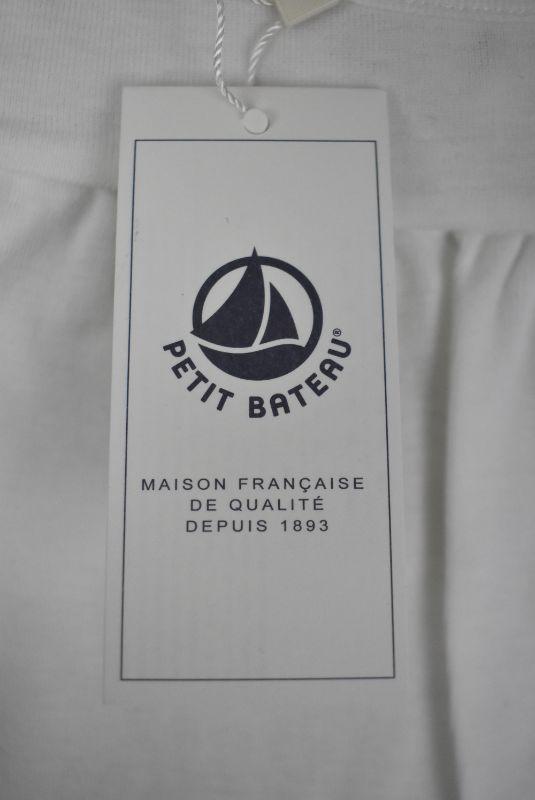 PETIT BATEAU®
MAISON FRANÇAISE
DE QUALITÉ
DEPUIS 1893